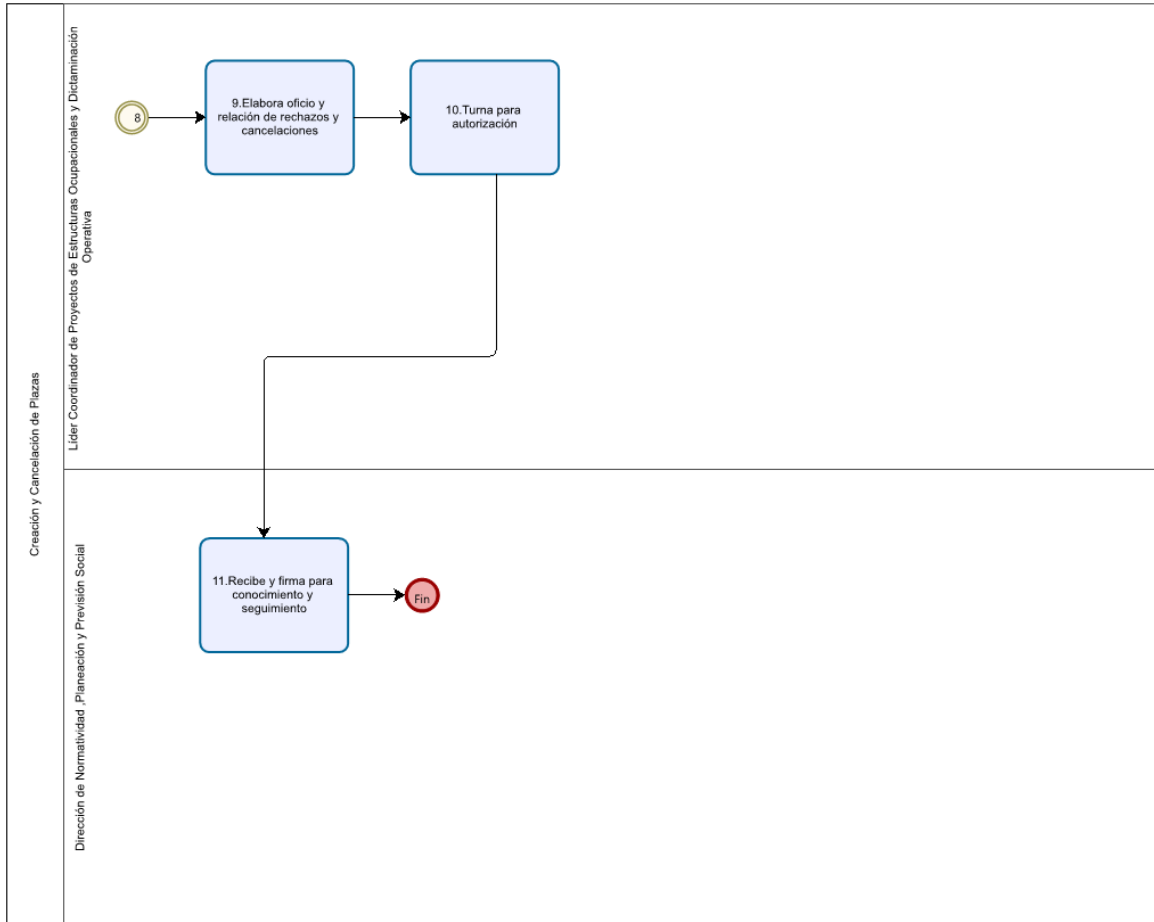 Creación y Cancelación de Plazas
Líder Coordinador de Proyectos de Estructuras Ocupacionales y Dictaminación
Operativa
8
9.Elabora oficio y
relación de rechazos y
cancelaciones
10.Turna para
autorización
Dirección de Normatividad ,Planeación y Previsión Social
11.Recibe y firma para
conocimiento y
seguimiento
Fin